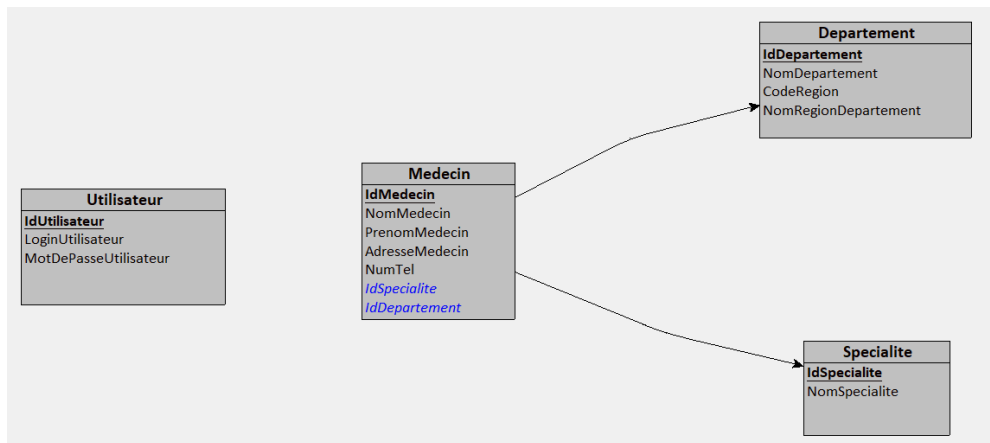 Departement
IdDepartement
NomDepartement
CodeRegion
NomRegionDepartement
Medecin
IdMedecin
NomMedecin
PrenomMedecin
AdresseMedecin
NumTel
IdSpecialite
IdDepartement
Utilisateur
IdUtilisateur
LoginUtilisateur
MotDePasseUtilisateur
Specialite
IdSpecialite
NomSpecialite